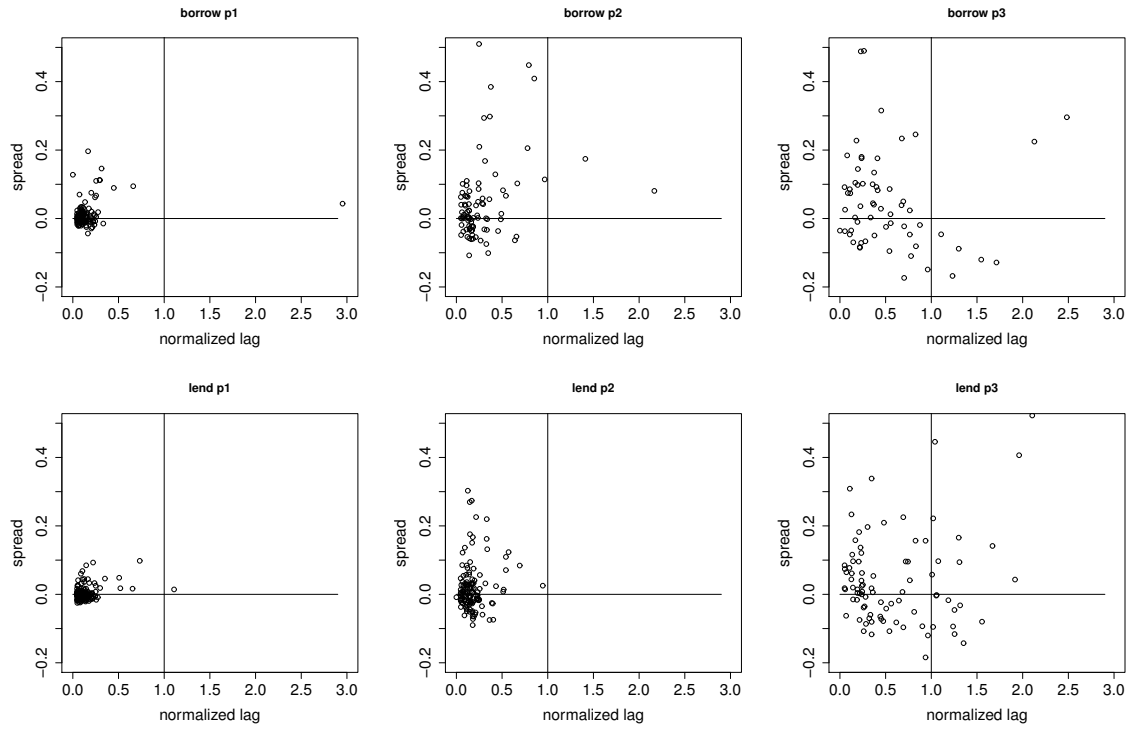 borrow p1 borrow p2 borrow p3
spread spread spread
0.4 0.4 0.4
0.2 0.2 0.2
0.0 0.0 0.0
−0.2 −0.2 −0.2
0.0 0.5 1.0 1.5 2.0 2.5 3.0 0.0 0.5 1.0 1.5 2.0 2.5 3.0 0.0 0.5 1.0 1.5 2.0 2.5 3.0
normalized lag normalized lag normalized lag
lend p1 lend p2 lend p3
spread spread spread
0.4 0.4 0.4
0.2 0.2 0.2
0.0 0.0 0.0
−0.2 −0.2 −0.2
0.0 0.5 1.0 1.5 2.0 2.5 3.0 0.0 0.5 1.0 1.5 2.0 2.5 3.0 0.0 0.5 1.0 1.5 2.0 2.5 3.0
normalized lag normalized lag normalized lag